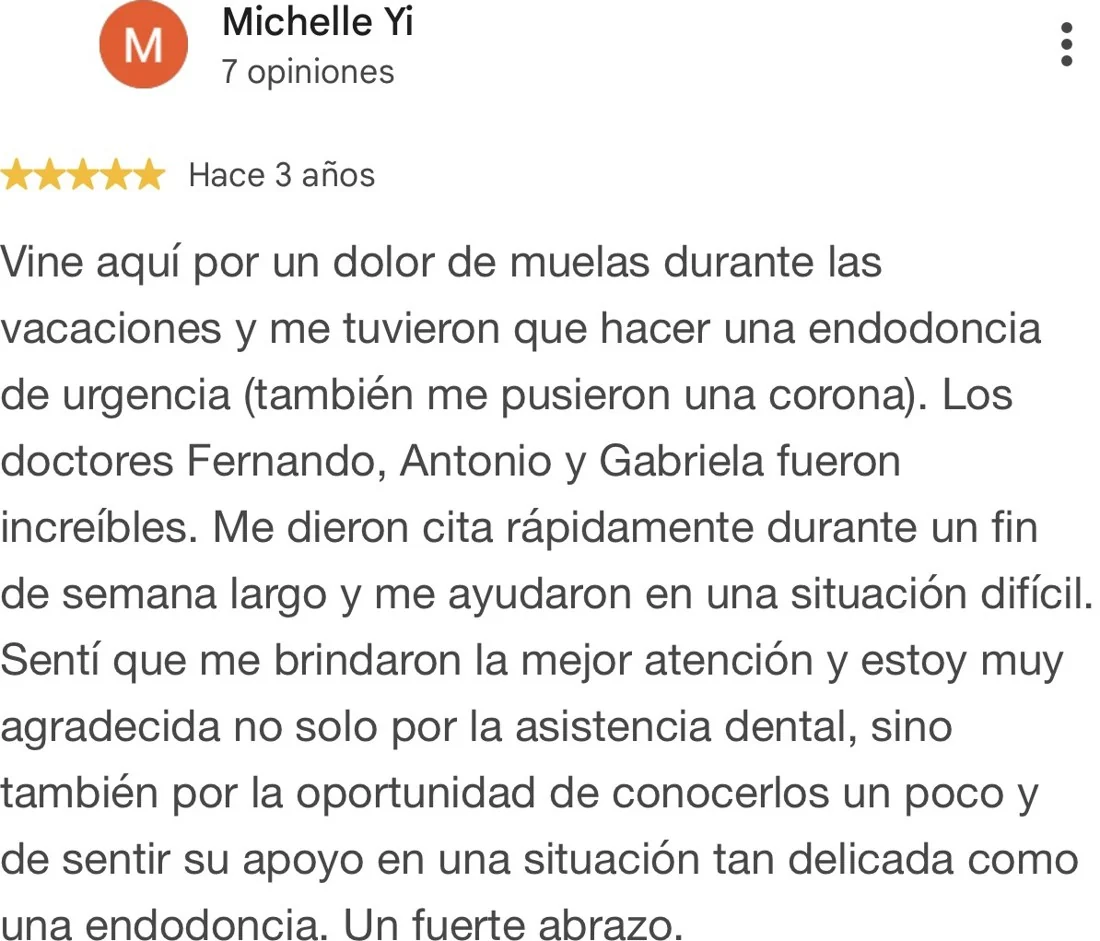 M
Michelle Yi
7 opiniones
Hace 3 años
Vine aquí por un dolor de muelas durante las
vacaciones y me tuvieron que hacer una endodoncia
de urgencia (también me pusieron una corona). Los
doctores Fernando, Antonio y Gabriela fueron
increíbles. Me dieron cita rápidamente durante un fin
de semana largo y me ayudaron en una situación difícil.
Sentí que me brindaron la mejor atención y estoy muy
agradecida no solo por la asistencia dental, sino
también por la oportunidad de conocerlos un poco y
de sentir su apoyo en una situación tan delicada como
una endodoncia. Un fuerte abrazo.